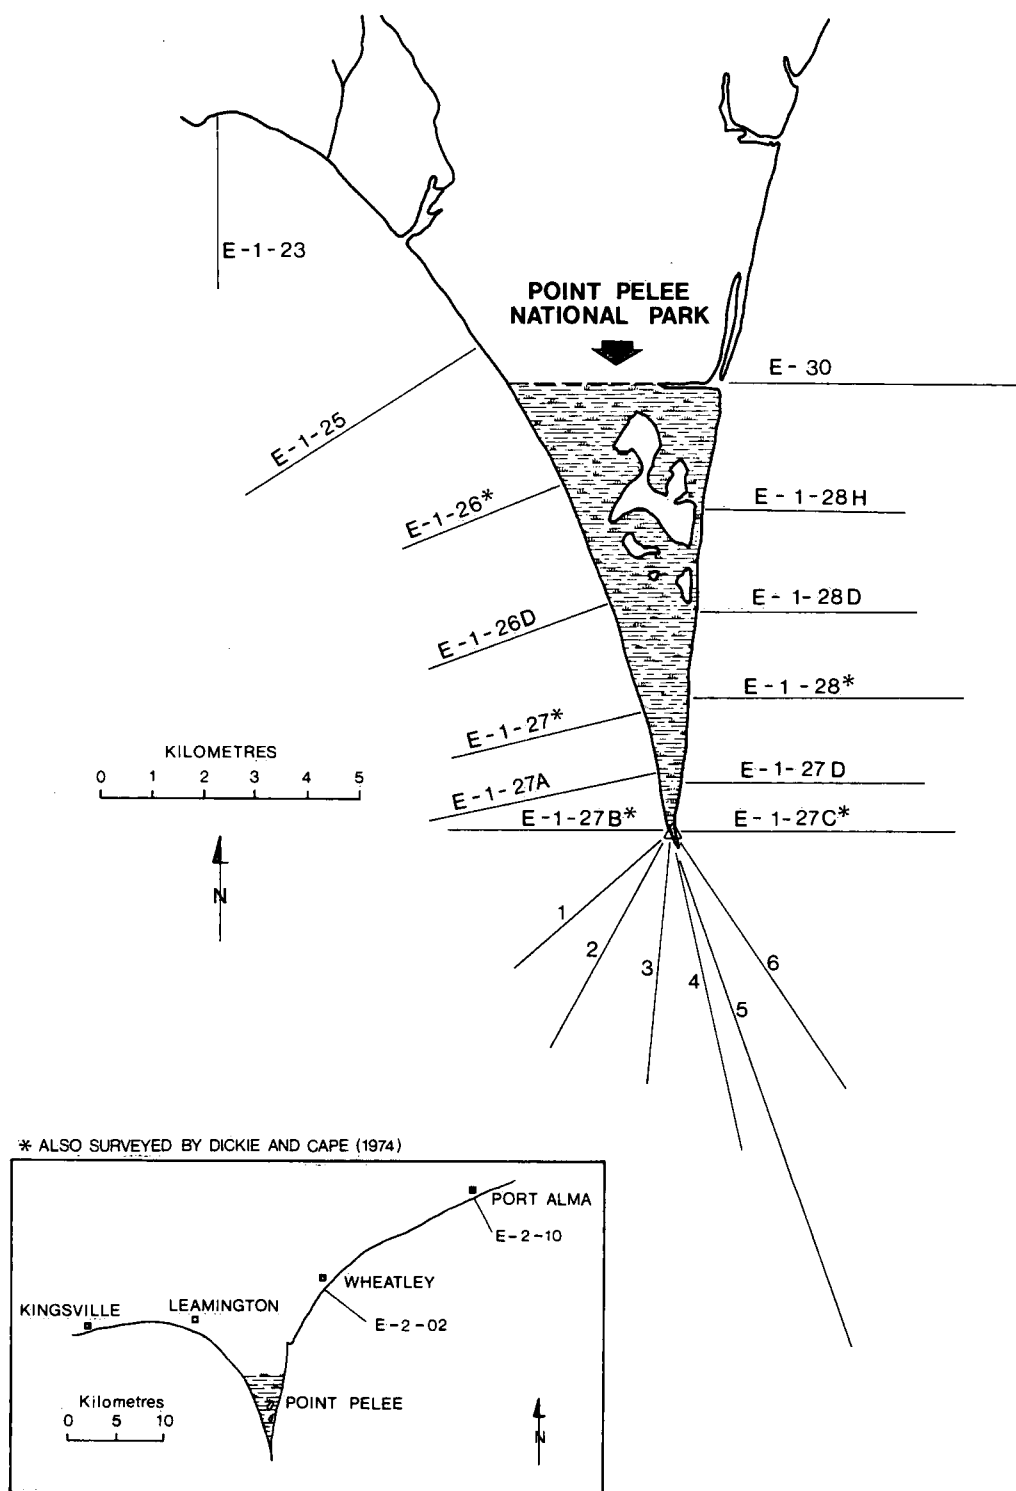 E-1-23
POINT PELEE
NATIONAL PARK
E-30
E-1-25
E-1-26*
E-1-28H
E-1-26D
E-1-28D
E-1-28*
E-1-27*
KILOMETRES
0 1 2 3 4 5
E-1-27A
E-1-27D
E-1-27B*
E-1-27C*
N
1
2
3
4
5
6
* ALSO SURVEYED BY DICKIE AND CAPE (1974)
PORT ALMA
E-2-10
WHEATLEY
KINGSVILLE
LEAMINGTON
E-2-02
Kilometres
0 5 10
POINT PELEE
N